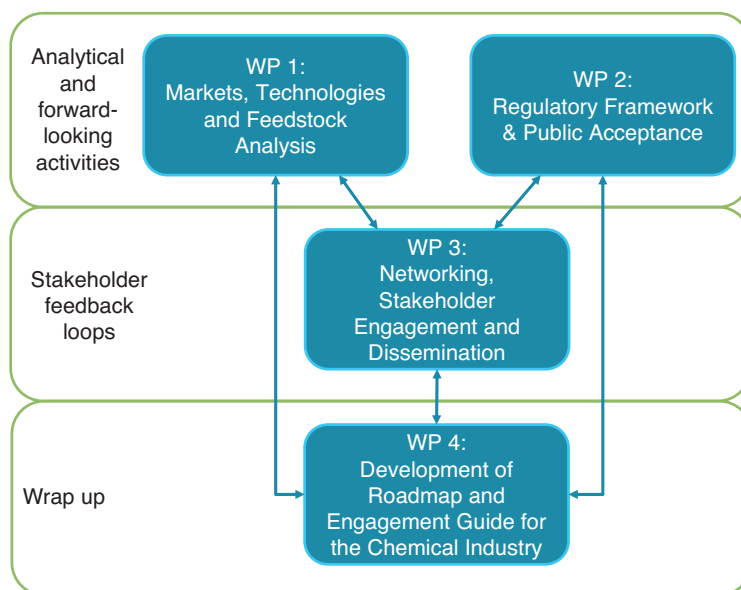 Analytical
and
forward-
looking
activities
WP 1:
Markets, Technologies
and Feedstock
Analysis
WP 2:
Regulatory Framework
& Public Acceptance
Stakeholder
feedback
loops
WP 3:
Networking,
Stakeholder
Engagement and
Dissemination
Wrap up
WP 4:
Development of
Roadmap and
Engagement Guide for
the Chemical Industry